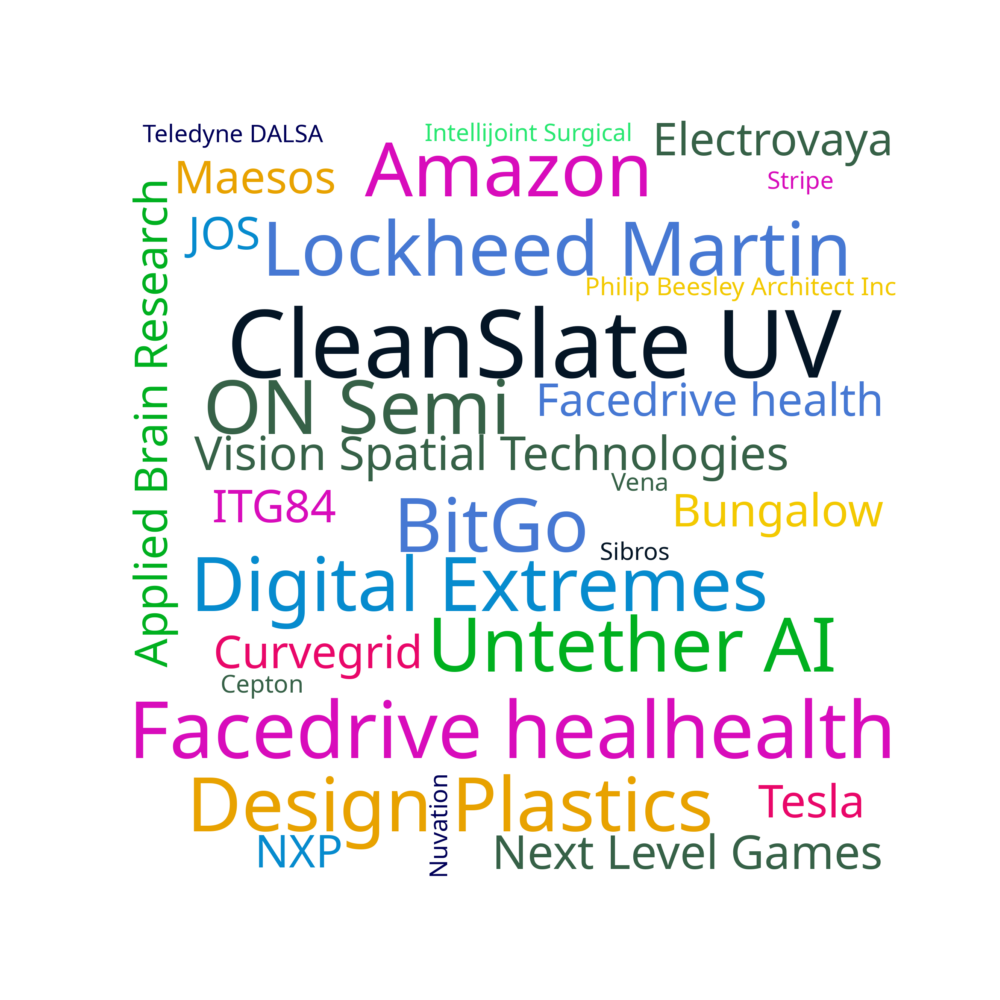 Teledyne DALSA
Intellijoint Surgical
Electrovaya
Maesos
Amazon
Stripe
Applied Brain Research
JOS
Lockheed Martin
Philip Beesley Architect Inc
CleanSlate UV
ON Semi
Facedrive health
Vision Spatial Technologies
Vena
ITG84
BitGo
Bungalow
Sibros
Digital Extremes
Curvegrid
Untether AI
Cepton
Facedrive healhealth
Design Plastics
Nuvation
Tesla
NXP
Next Level Games